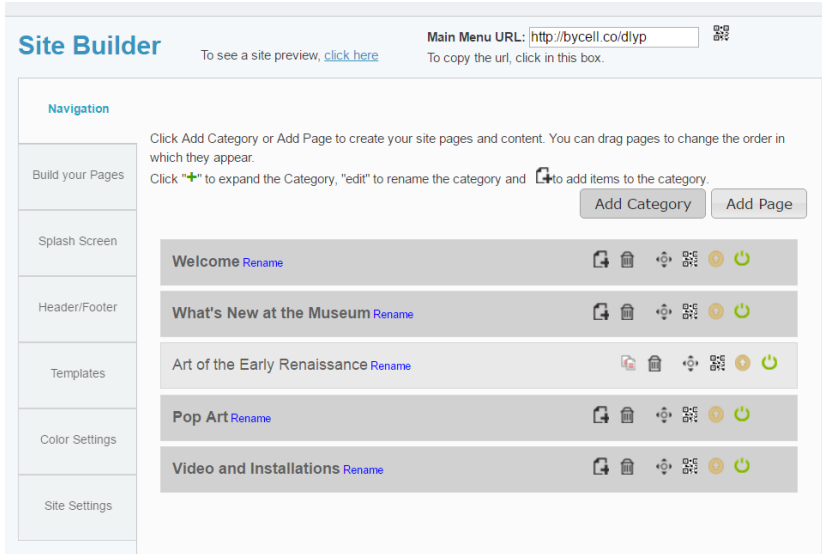 Site Builder
To see a site preview, click here
Main Menu URL: http://bycell.co/dlyp
To copy the url, click in this box.
Navigation
Build your Pages
Splash Screen
Header/Footer
Templates
Color Settings
Site Settings
Click Add Category or Add Page to create your site pages and content. You can drag pages to change the order in
which they appear.
Click "+" to expand the Category, "edit" to rename the category and to add items to the category.
Add Category Add Page
Welcome Rename
What's New at the Museum Rename
Art of the Early Renaissance Rename
Pop Art Rename
Video and Installations Rename